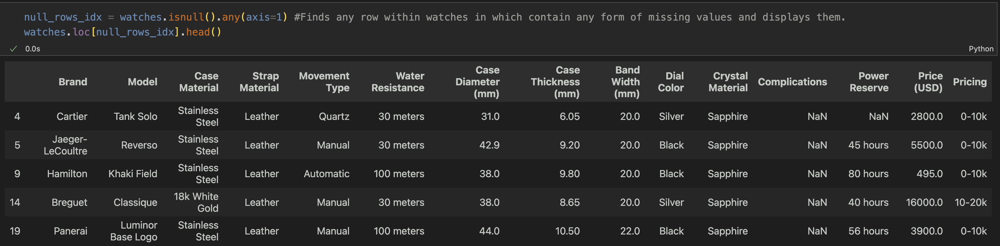 null_rows_idx = watches.isnull().any(axis=1) #Finds any row within watches in which contain any form of missing values and displays them.
watches.loc[null_rows_idx].head()
0.0s
Python
Brand Model Case Material Strap Material Movement Type Water Resistance Case Diameter (mm) Case Thickness (mm) Band Width (mm) Dial Color Crystal Material Complications Power Reserve Price (USD) Pricing
4 Cartier Tank Solo Stainless Steel Leather Quartz 30 meters 31.0 6.05 20.0 Silver Sapphire NaN NaN 2800.0 0-10k
5 Jaeger-LeCoultre Reverso Stainless Steel Leather Manual 30 meters 42.9 9.20 20.0 Black Sapphire NaN 45 hours 5500.0 0-10k
9 Hamilton Khaki Field Stainless Steel Leather Automatic 100 meters 38.0 9.80 20.0 Black Sapphire NaN 80 hours 495.0 0-10k
14 Breguet Classique 18k White Gold Leather Manual 30 meters 38.0 8.65 20.0 Silver Sapphire NaN 40 hours 16000.0 10-20k
19 Panerai Luminor Base Logo Stainless Steel Leather Manual 100 meters 44.0 10.50 22.0 Black Sapphire NaN 56 hours 3900.0 0-10k